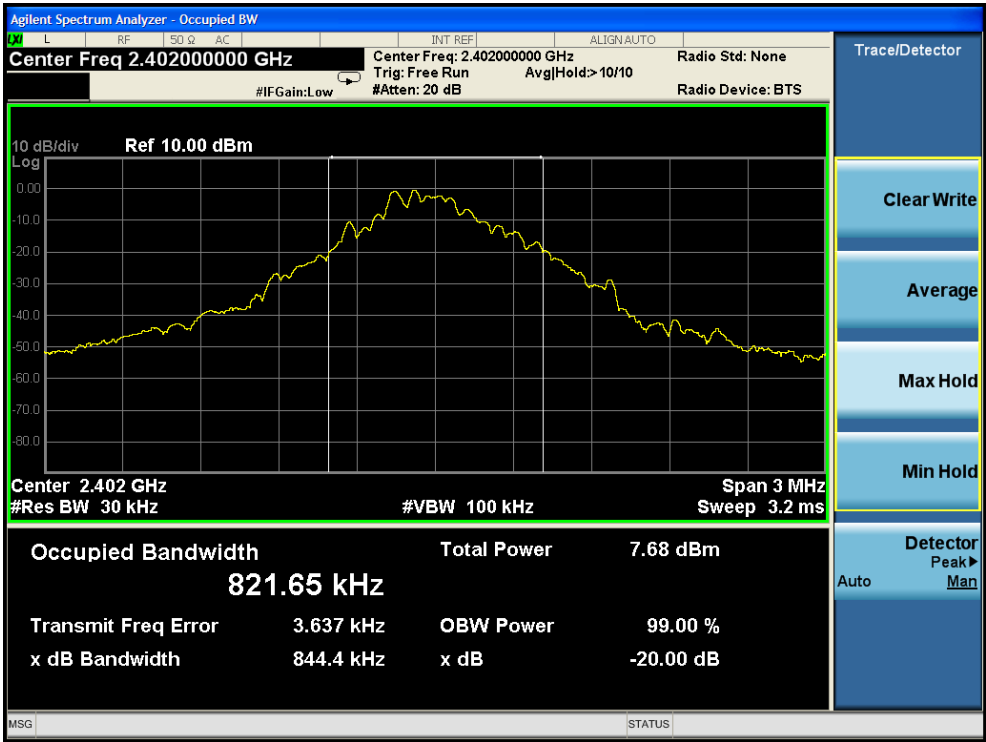 Agilent Spectrum Analyzer - Occupied BW
LXI L RF 50 Ω AC INT REF ALIGN AUTO
Center Freq 2.402000000 GHz
Center Freq: 2.402000000 GHz
Radio Std: None
Trig: Free Run Avg|Hold:>10/10
#IFGain:Low
#Atten: 20 dB
Radio Device: BTS
10 dB/div Ref 10.00 dBm
Log
0.00
-10.0
-20.0
-30.0
-40.0
-50.0
-60.0
-70.0
-80.0
Center 2.402 GHz Span 3 MHz
#Res BW 30 kHz #VBW 100 kHz Sweep 3.2 ms
Occupied Bandwidth Total Power 7.68 dBm
821.65 kHz
Transmit Freq Error 3.637 kHz OBW Power 99.00 %
x dB Bandwidth 844.4 kHz x dB -20.00 dB
MSG STATUS
Trace/Detector
Clear Write
Average
Max Hold
Min Hold
Detector
Peak▶
Auto Man